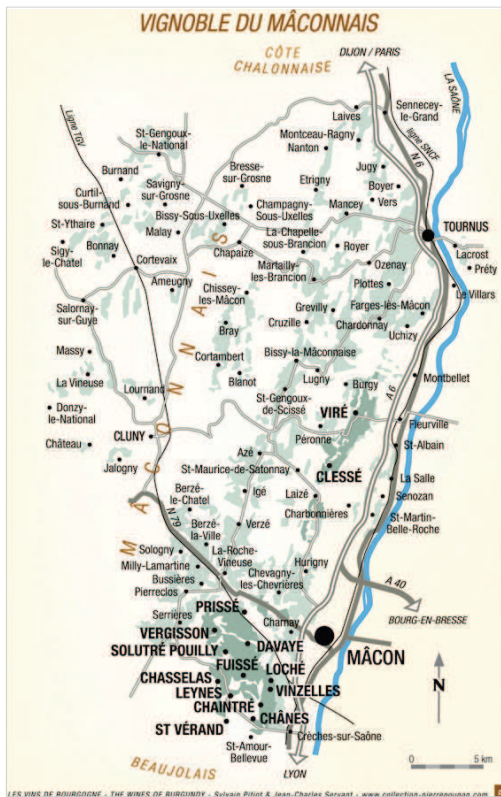 VIGNOBLE DU MÂCONNAIS
CÔTE
CHALONNAISE
DIJON / PARIS
LA SAÔNE
Ligne TGV
ligne SNCF
N 6
Sennecey-
le-Grand
Laives
St-Gengoux-
le-National
Montceau-Ragny
Nanton
Burnand
Savigny-
sur-Grosne
Bresse-
sur-Grosne
Jugy
Etrigny
Boyer
Curtil-
sous-Burnand
Bissy-Sous-Uxelles
Champagny-
Sous-Uxelles
Mancey
Vers
St-Ythaire
Malay
La-Chapelle-
sous-Brancion
Royer
TOURNUS
Sigy-
le-Chatel
Bonnay
Cortevaix
Chapaize
Martailly-
les-Brancion
Ozenay
Lacrost
Préty
Ameugny
Chissey-
les-Mâcon
Plottes
Le Villars
Salornay-
sur-Guye
Grevilly
Farges-lès-Mâcon
Bray
Cruzille
Chardonnay
Uchizy
Massy
Cortambert
Bissy-la-Mâconnaise
La Vineuse
Blanot
Lugny
Burgy
A6
Montbellet
Lournand
St-Gengoux-
de-Scissé
Donzy-
le-National
VIRÉ
Fleurville
CLUNY
Péronne
Château
Azé
St-Albain
Jalogny
St-Maurice-de-Satonnay
CLESSÉ
La Salle
Berzé-
le-Chatel
Igé
Laizé
Senozan
N 79
Charbonnières
St-Martin-
Belle-Roche
Berzé-
la-Ville
Verzé
MÂCONNAIS
Sologny
La-Roche-
Vineuse
Hurigny
Milly-Lamartine
Chevagny-
les-Chevrières
Bussières
Pierreclos
A 40
BOURG-EN-BRESSE
PRISSÉ
Serrières
Charnay
VERGISSON
DAVAYE
SOLUTRÉ POUILLY
MÂCON
FUISSÉ
LOCHÉ
CHASSELAS
VINZELLES
LEYNES
CHAINTRÉ
N
CHÂNES
ST VÉRAND
Crèches-sur-Saône
St-Amour-
Bellevue
BEAUJOLAIS
LYON
0
5 km
LES VINS DE BOURGOGNE - THE WINES DE BURGUNDY - Sylvain Pitiot & Jean-Charles Servant - www.collection-pierrepoupon.com